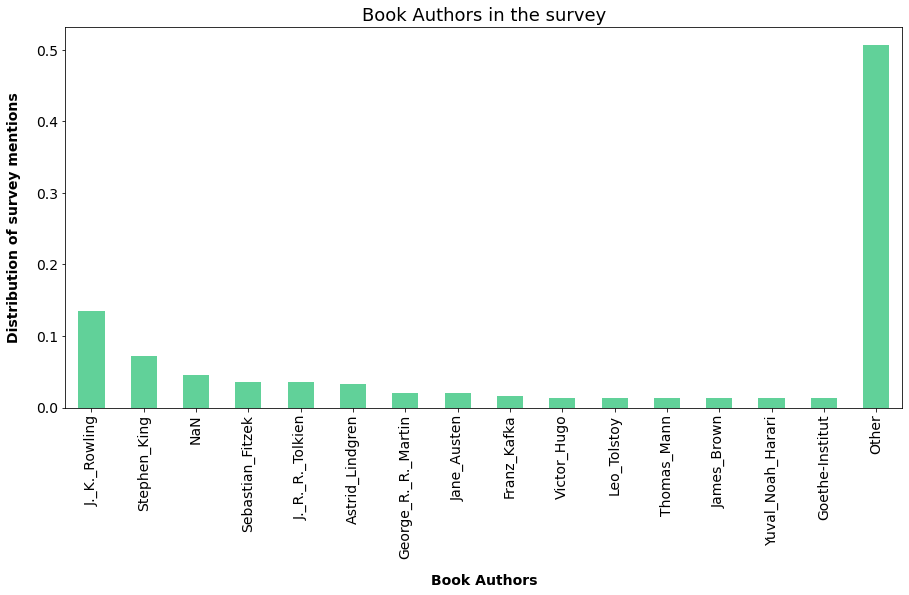 Book Authors in the survey
Distribution of survey mentions
0.5
0.4
0.3
0.2
0.1
0.0
J._K._Rowling
Stephen_King
NaN
Sebastian_Fitzek
J._R._R._Tolkien
Astrid_Lindgren
George_R._R._Martin
Jane_Austen
Franz_Kafka
Victor_Hugo
Leo_Tolstoy
Thomas_Mann
James_Brown
Yuval_Noah_Harari
Goethe-Institut
Other
Book Authors